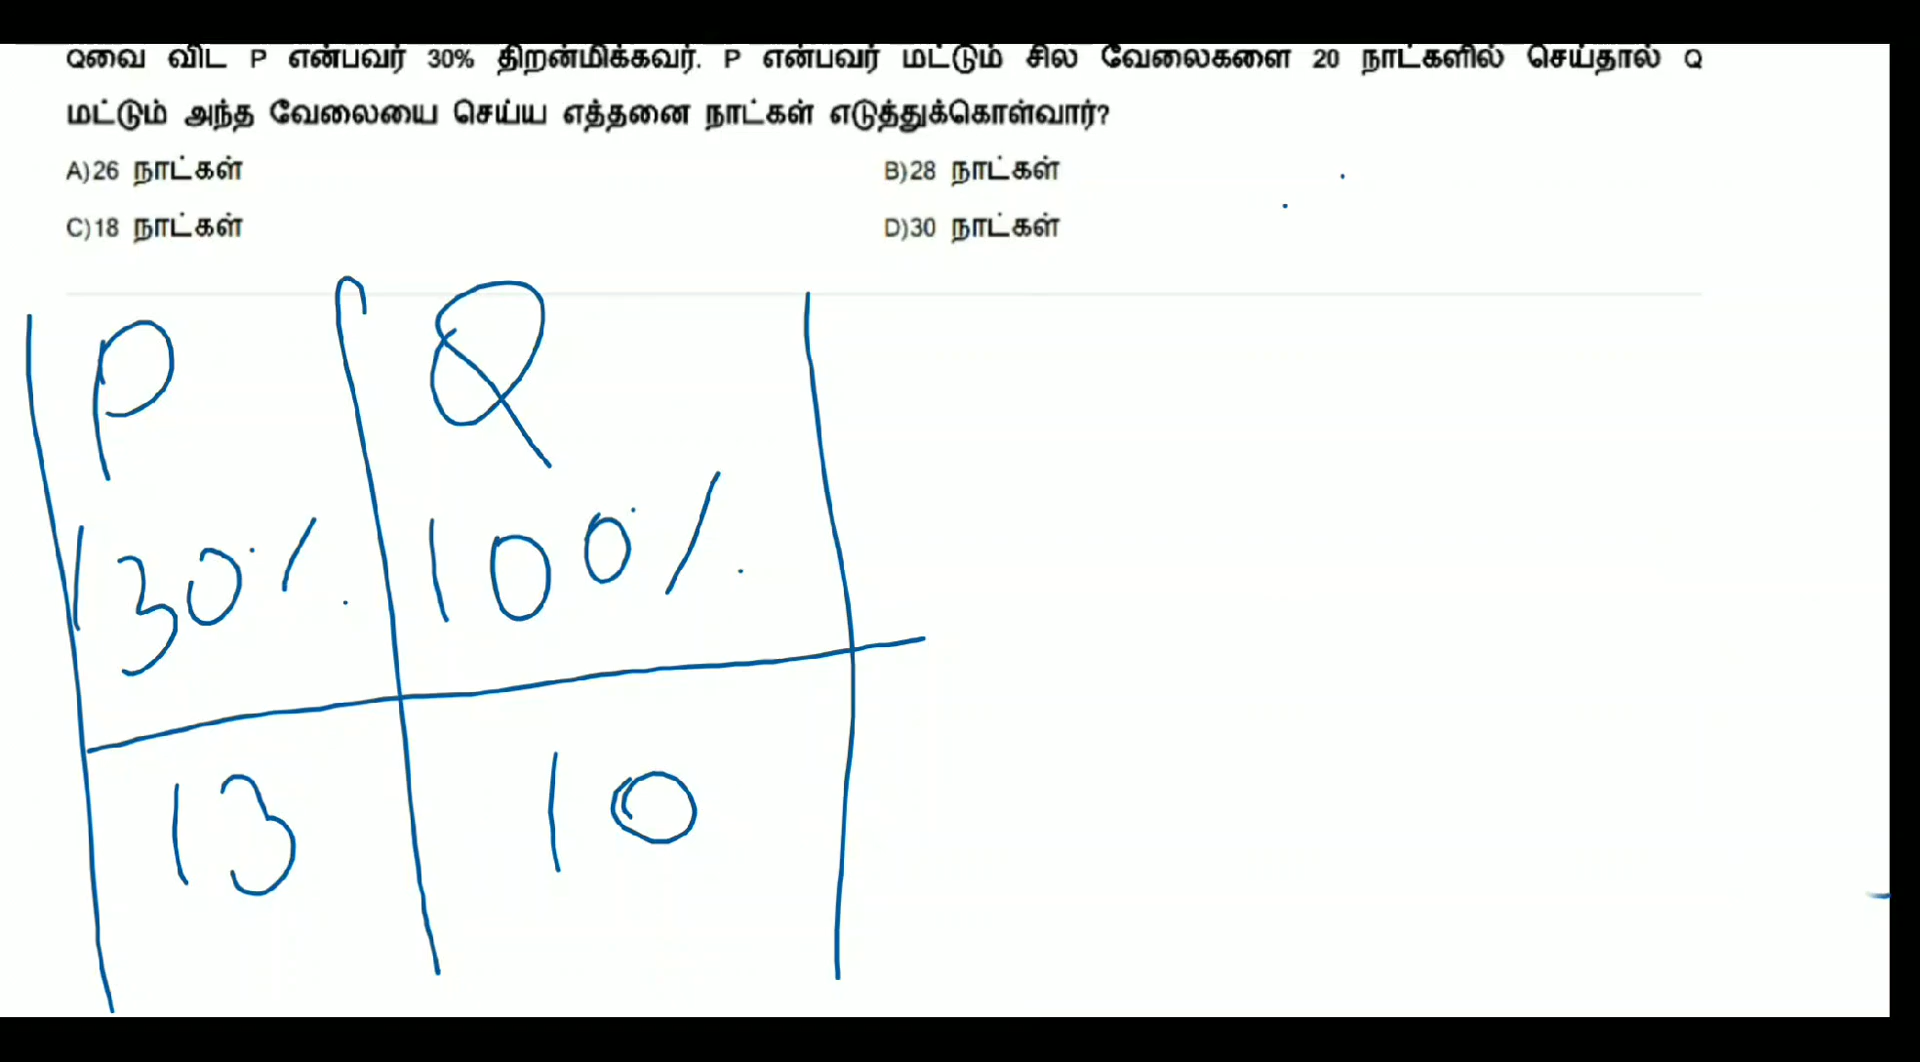 Qவை விட P என்பவர் 30% திறன்மிக்கவர். P என்பவர் மட்டும் சில வேலைகளை 20 நாட்களில் செய்தால் Q
மட்டும் அந்த வேலையை செய்ய எத்தனை நாட்கள் எடுத்துக்கொள்வார்?
A)26 நாட்கள் B)28 நாட்கள்
C)18 நாட்கள் D)30 நாட்கள்
P Q
130% 100%
13 10